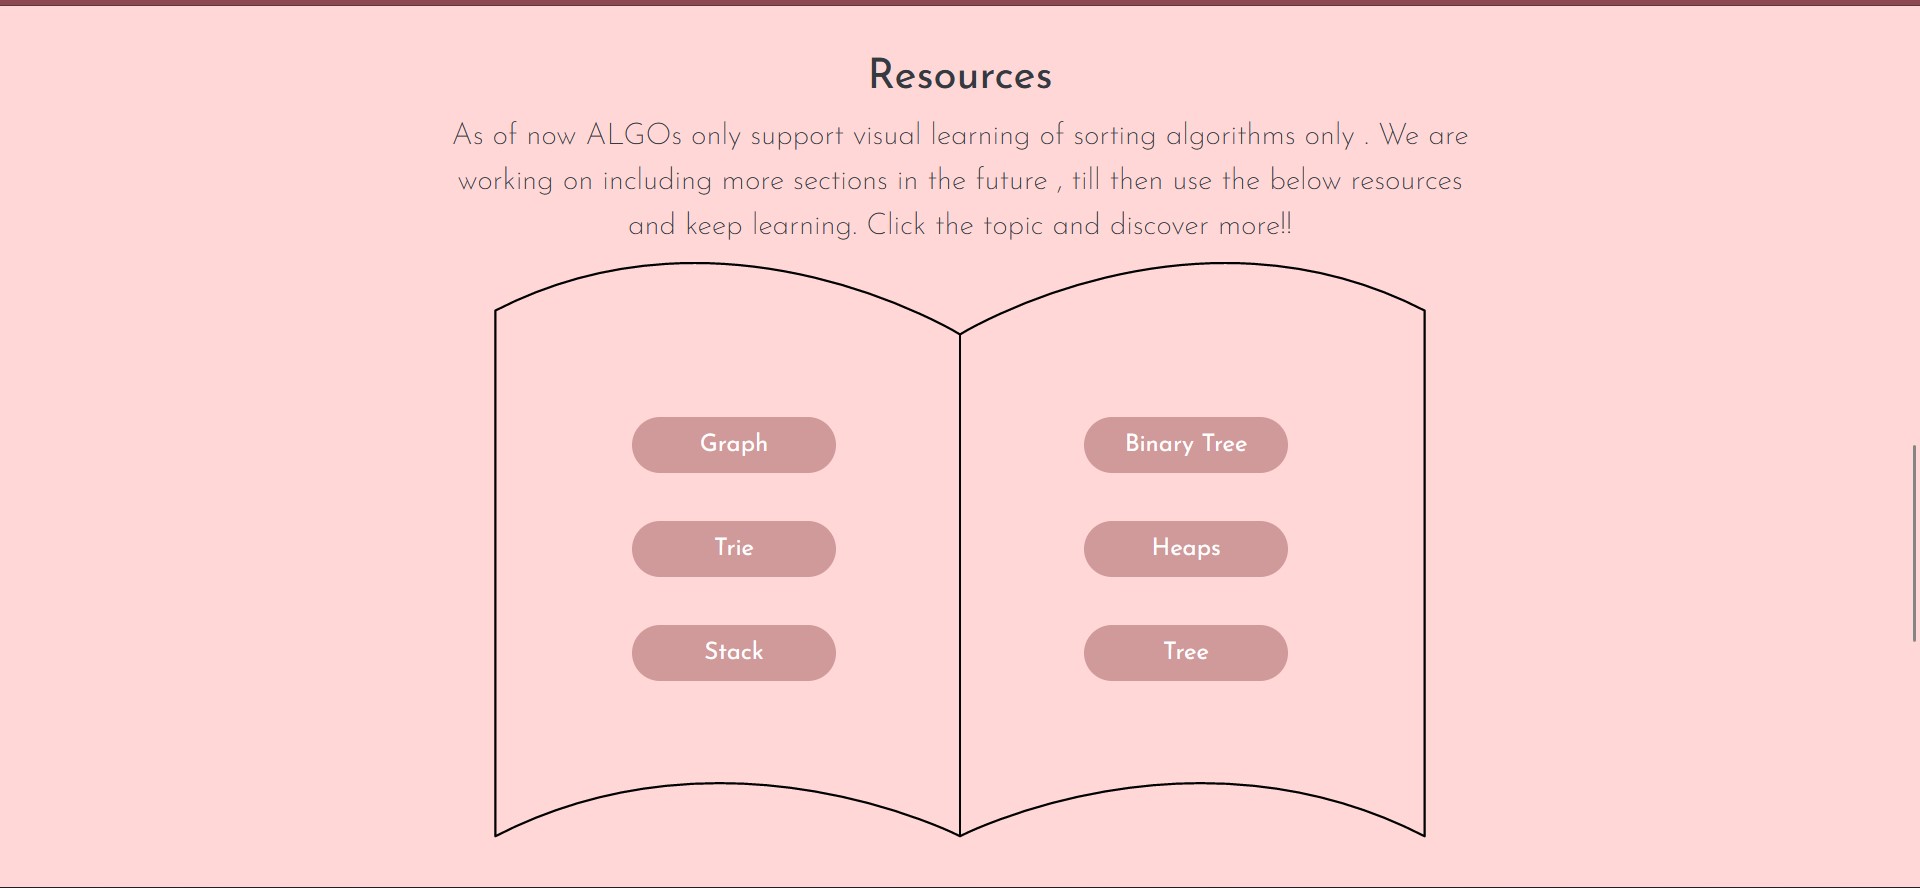 Resources
As of now ALGOs only support visual learning of sorting algorithms only . We are
working on including more sections in the future , till then use the below resources
and keep learning. Click the topic and discover more!!
Graph
Trie
Stack
Binary Tree
Heaps
Tree